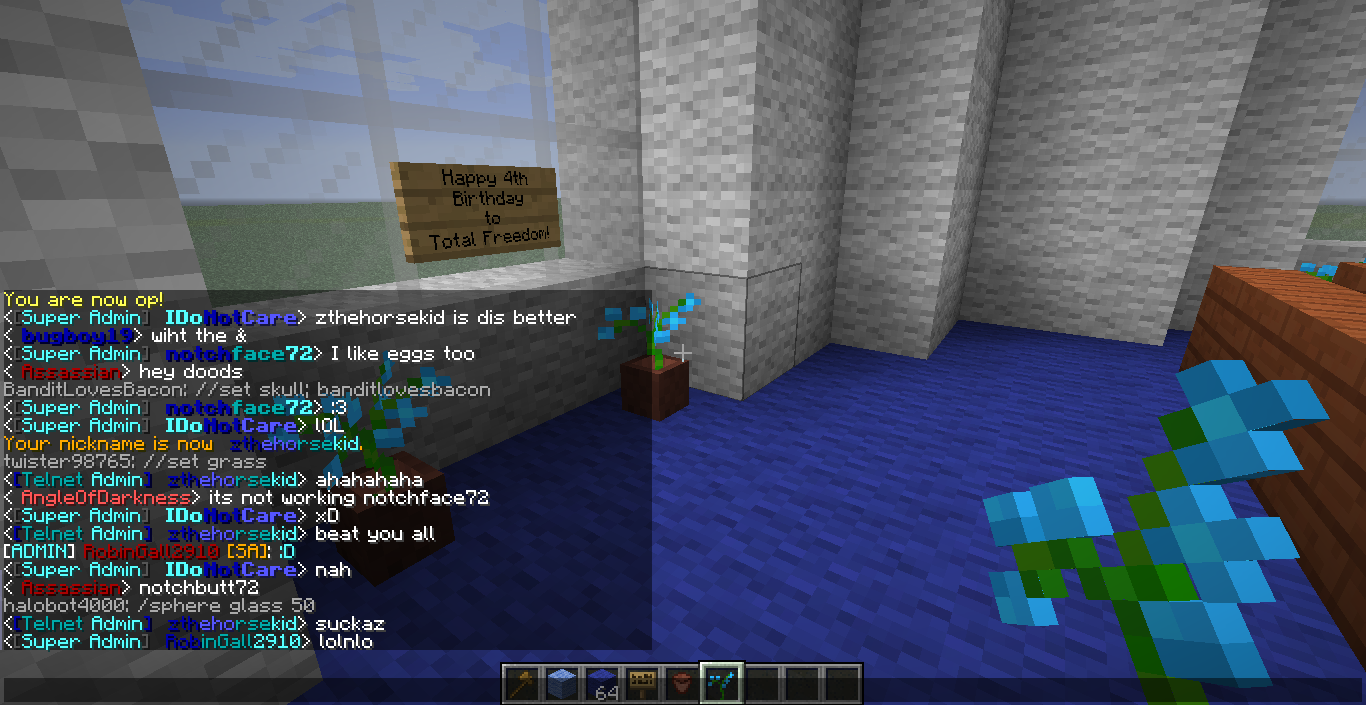 Happy 4th
Birthday
to
Total Freedom!
You are now op!
<[Super Admin] IDoNotCare> zthehorsekid is dis better
< bugboy19> wiht the &
<[Super Admin] notchface72> I like eggs too
< Assassian> hey doods
BanditLovesBacon: //set skull; banditlovesbacon
<[Super Admin] notchface72> :3
<[Super Admin] IDoNotCare> lOL
Your nickname is now zthehorsekid.
twister98765: //set grass
<[Telnet Admin] zthehorsekid> ahahahaha
< AngleOfDarkness> its not working notchface72
<[Super Admin] IDoNotCare> xD
<[Telnet Admin] zthehorsekid> beat you all
[ADMIN] RobinGall2910 [SA]: :D
<[Super Admin] IDoNotCare> nah
< Assassian> notchbutt72
halobot4000: /sphere glass 50
<[Telnet Admin] zthehorsekid> suckaz
<[Super Admin] RobinGall2910> lolnlo
64